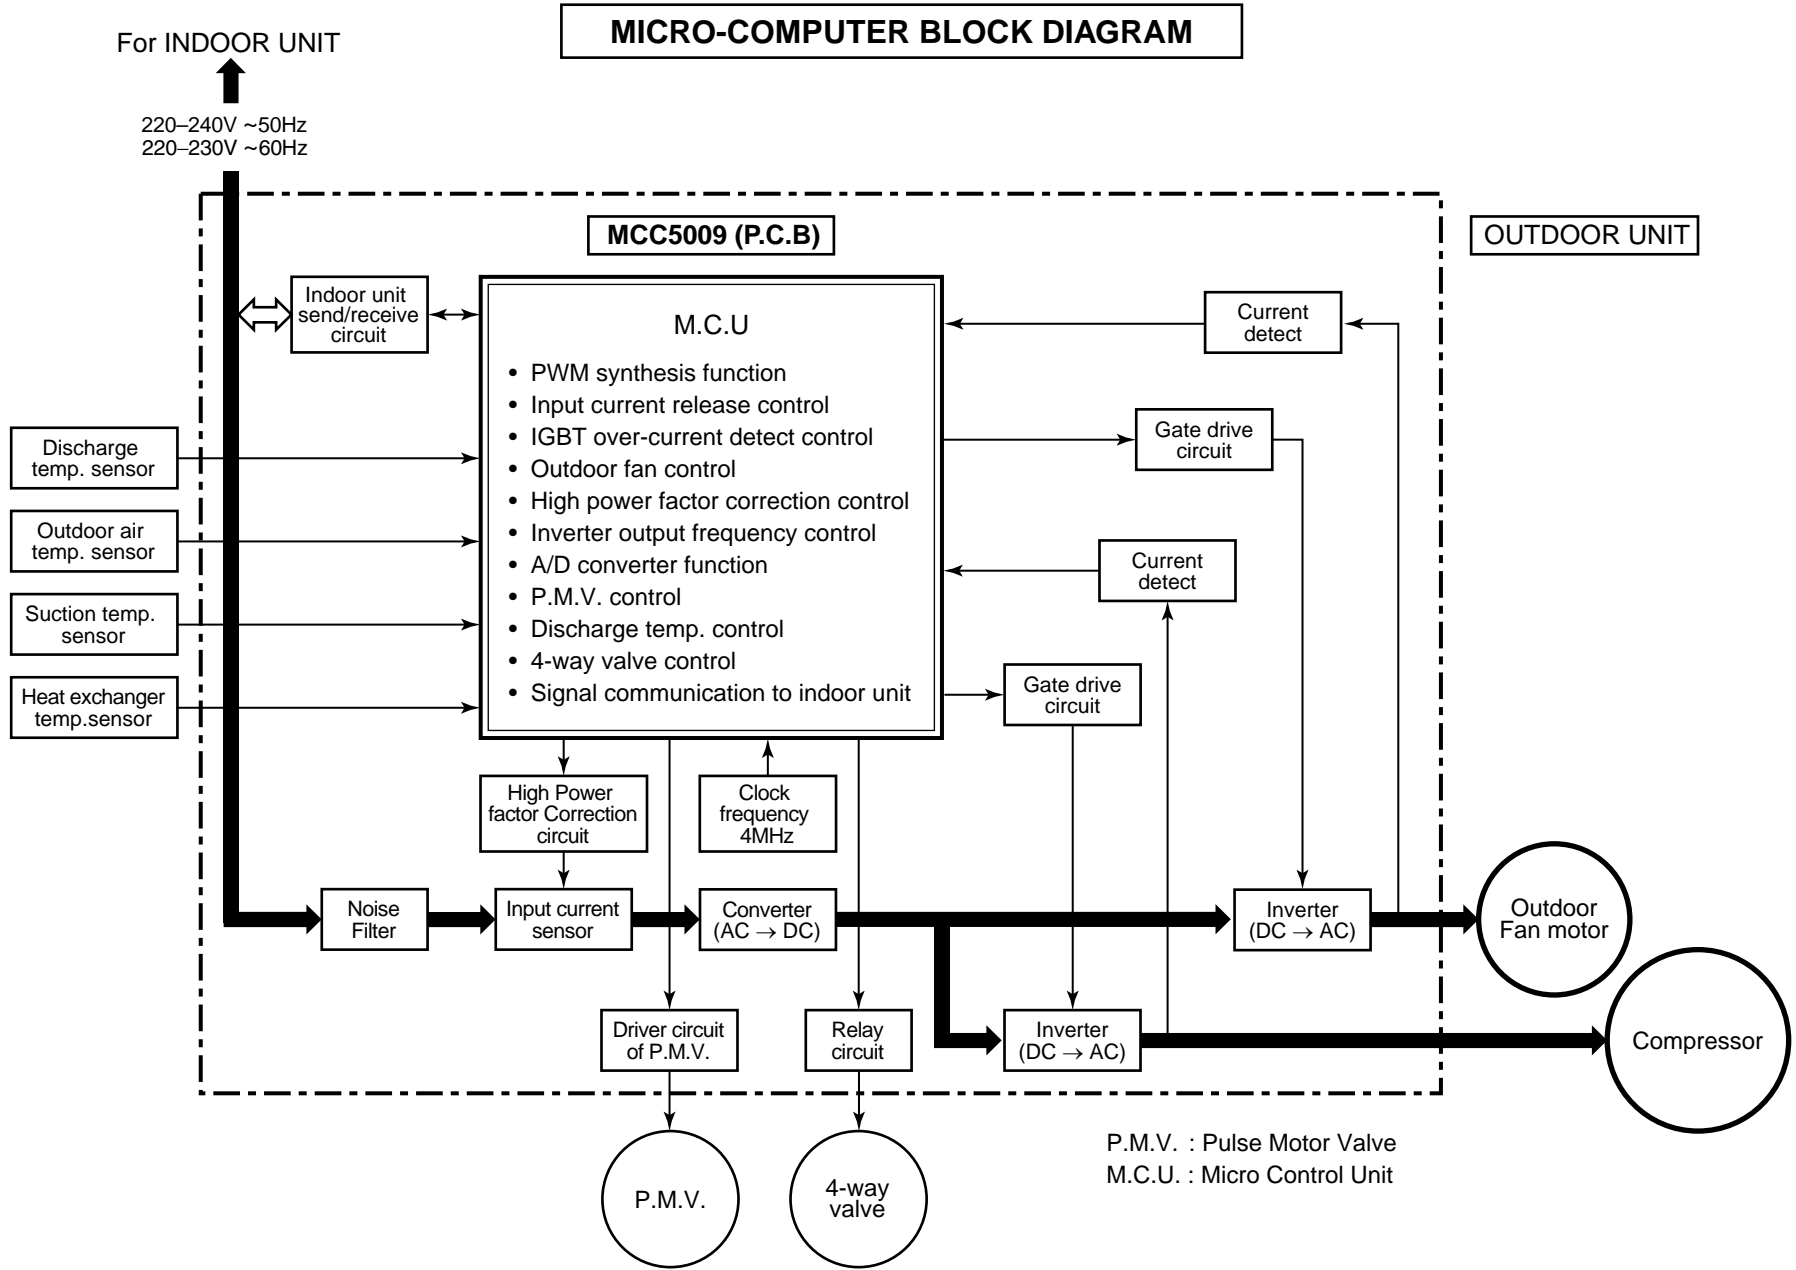 MICRO-COMPUTER BLOCK DIAGRAM
For INDOOR UNIT
220–240V ~50Hz
220–230V ~60Hz
MCC5009 (P.C.B)
OUTDOOR UNIT
Indoor unit
send/receive
circuit
M.C.U
• PWM synthesis function
• Input current release control
• IGBT over-current detect control
• Outdoor fan control
• High power factor correction control
• Inverter output frequency control
• A/D converter function
• P.M.V. control
• Discharge temp. control
• 4-way valve control
• Signal communication to indoor unit
Current
detect
Gate drive
circuit
Current
detect
Gate drive
circuit
Discharge
temp. sensor
Outdoor air
temp. sensor
Suction temp.
sensor
Heat exchanger
temp.sensor
High Power
factor Correction
circuit
Clock
frequency
4MHz
Noise
Filter
Input current
sensor
Converter
(AC → DC)
Inverter
(DC → AC)
Outdoor
Fan motor
Driver circuit
of P.M.V.
Relay
circuit
Inverter
(DC → AC)
Compressor
P.M.V.
4-way
valve
P.M.V. : Pulse Motor Valve
M.C.U. : Micro Control Unit